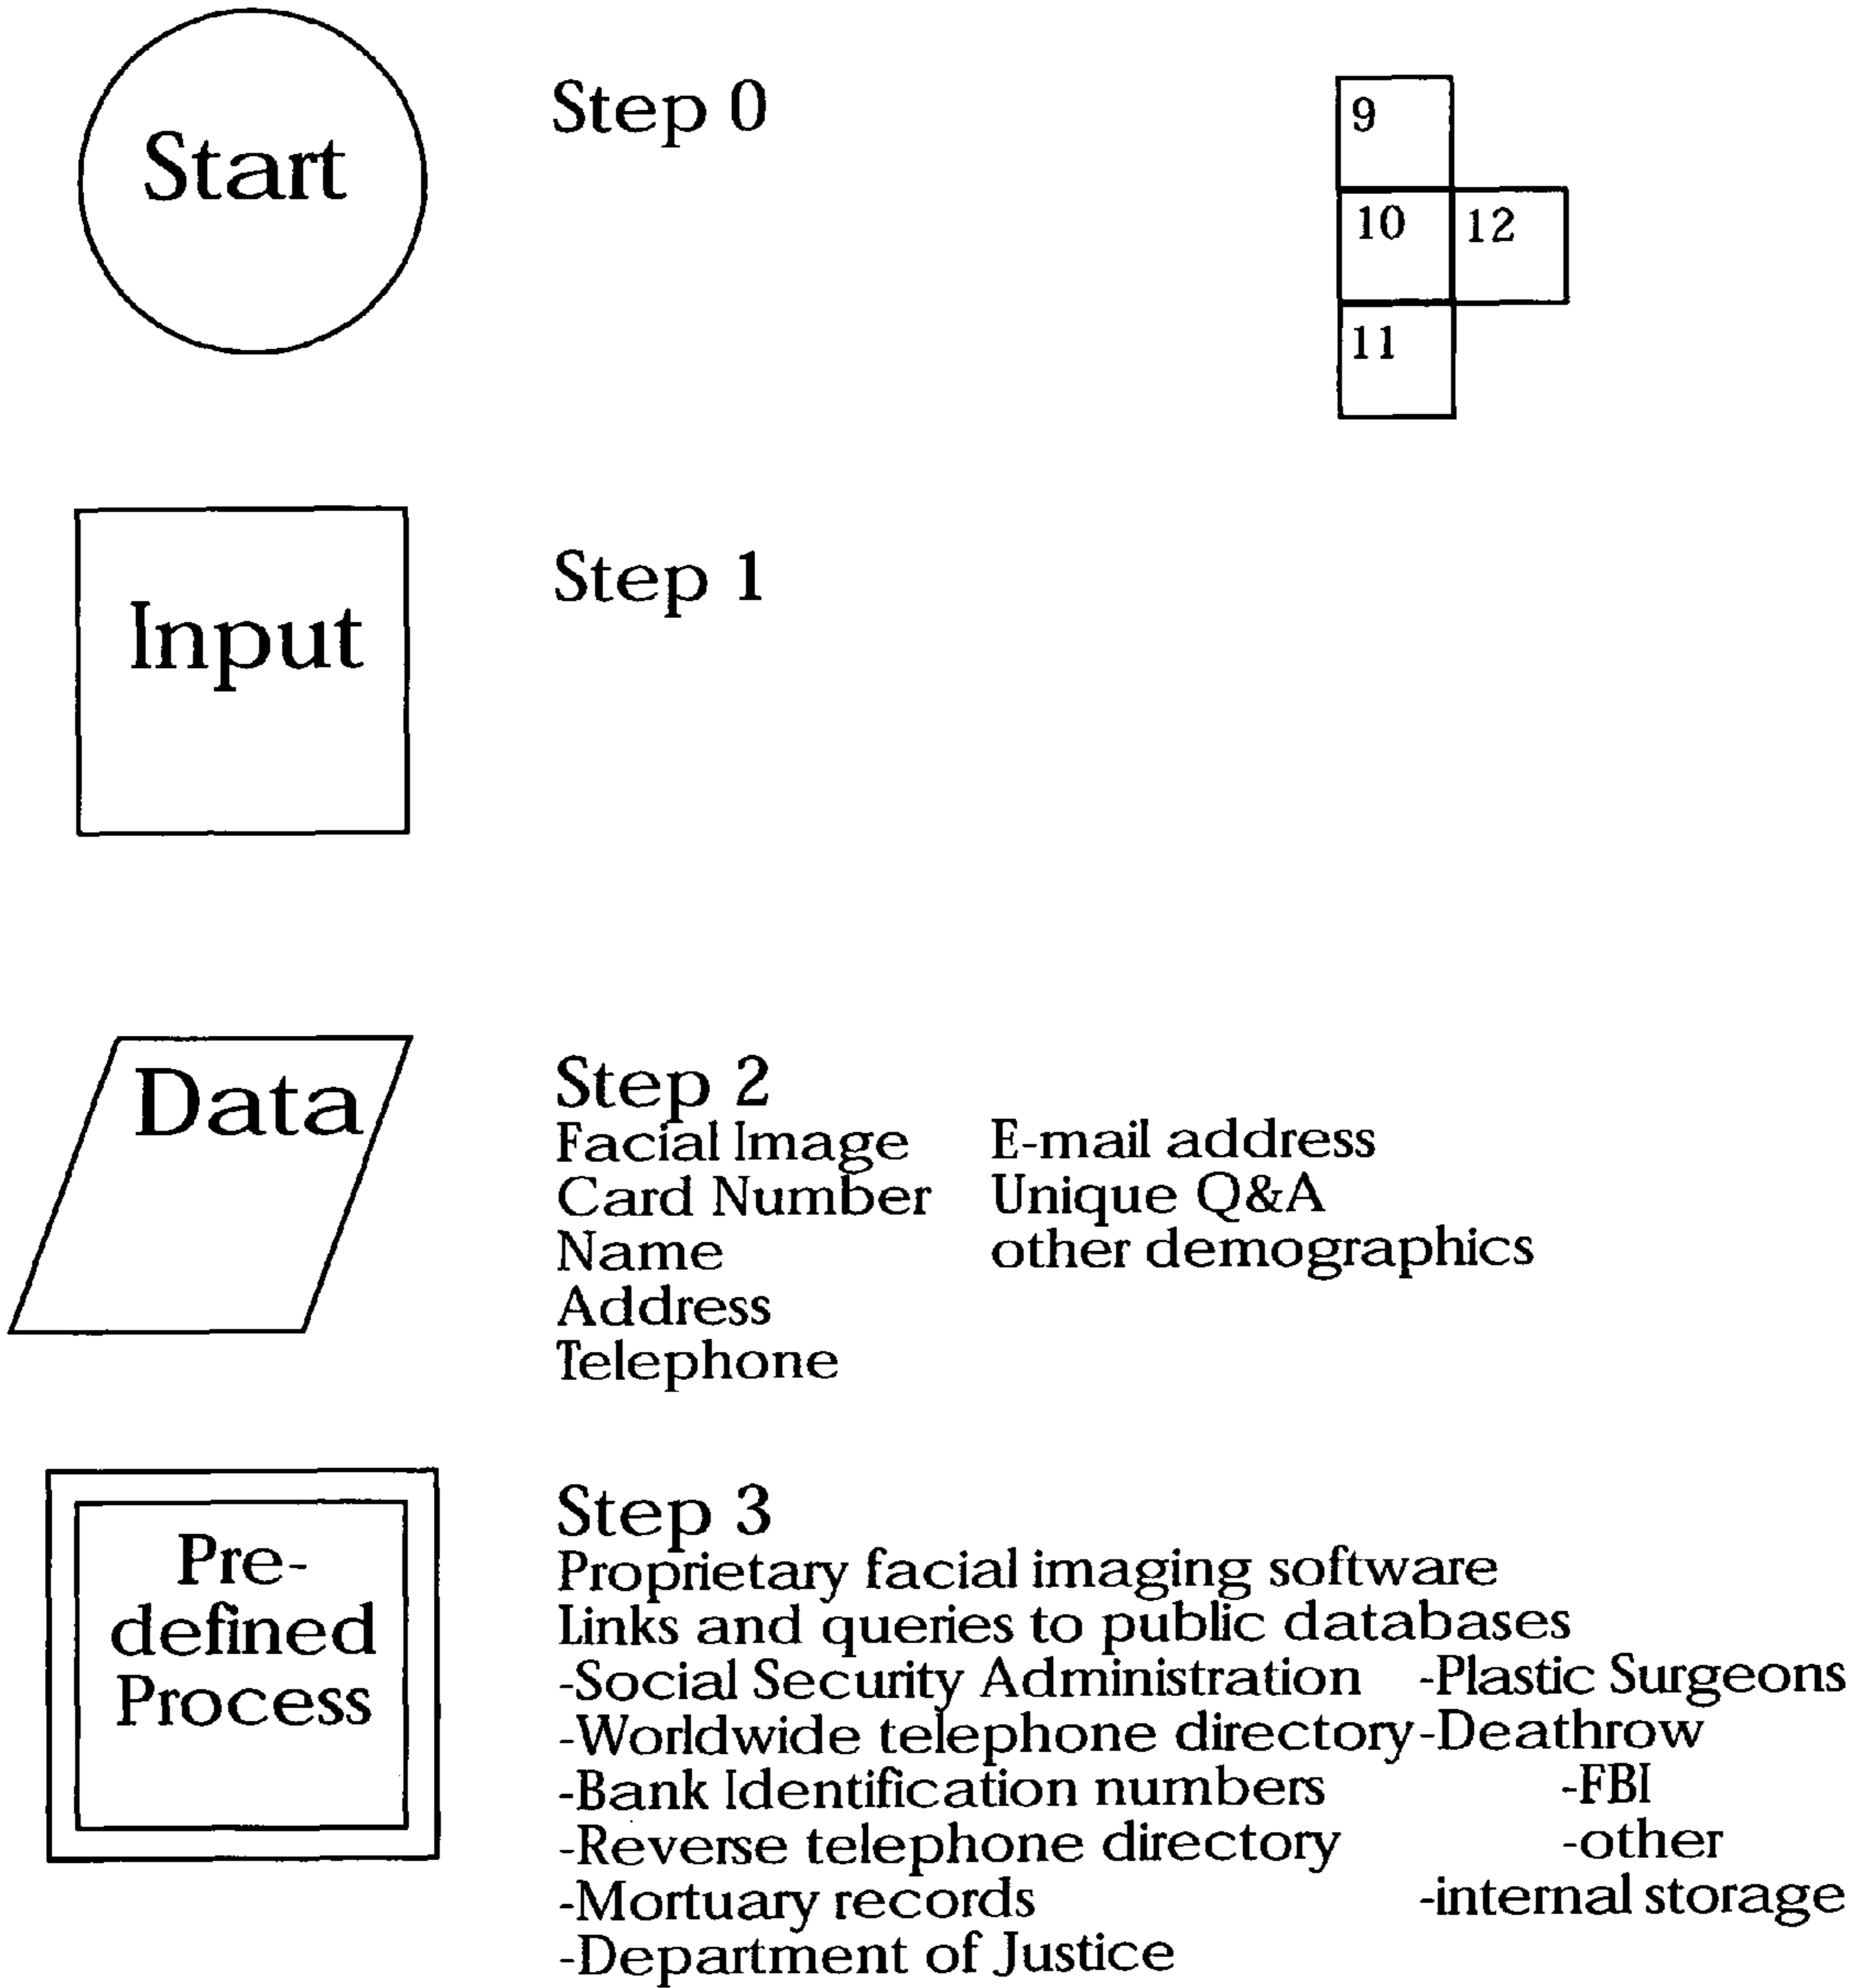 Start
Step 0
9
10 12
11
Input
Step 1
Data
Step 2
Facial Image E-mail address
Card Number Unique Q&A
Name other demographics
Address
Telephone
Pre-
defined
Process
Step 3
Proprietary facial imaging software
Links and queries to public databases
-Social Security Administration -Plastic Surgeons
-Worldwide telephone directory -Deathrow
-Bank Identification numbers -FBI
-Reverse telephone directory -other
-Mortuary records -internal storage
-Department of Justice